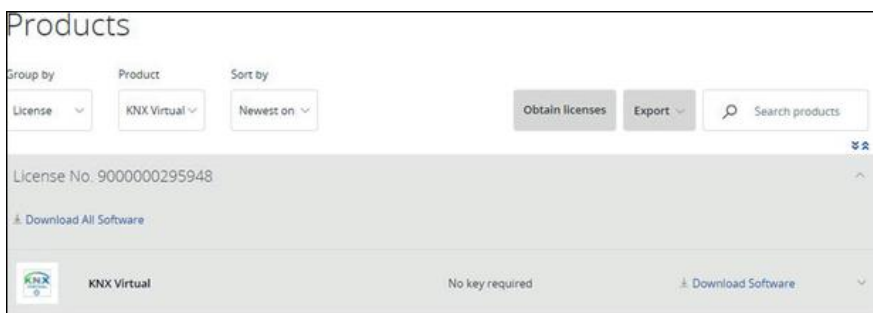 Products
Group by Product Sort by
License KNX Virtual Newest on Obtain licenses Export Search products
License No. 9000000295948
Download All Software
KNX KNX Virtual No key required Download Software